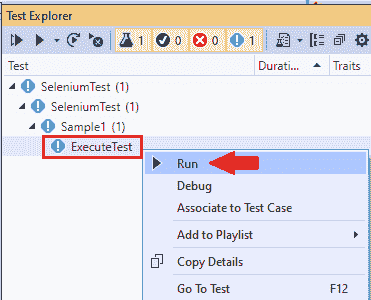 Test Explorer
1 0 0 1
Test Durati... Traits
SeleniumTest (1)
SeleniumTest (1)
Sample1 (1)
ExecuteTest
Run
Debug
Associate to Test Case
Add to Playlist
Copy Details
Go To Test F12